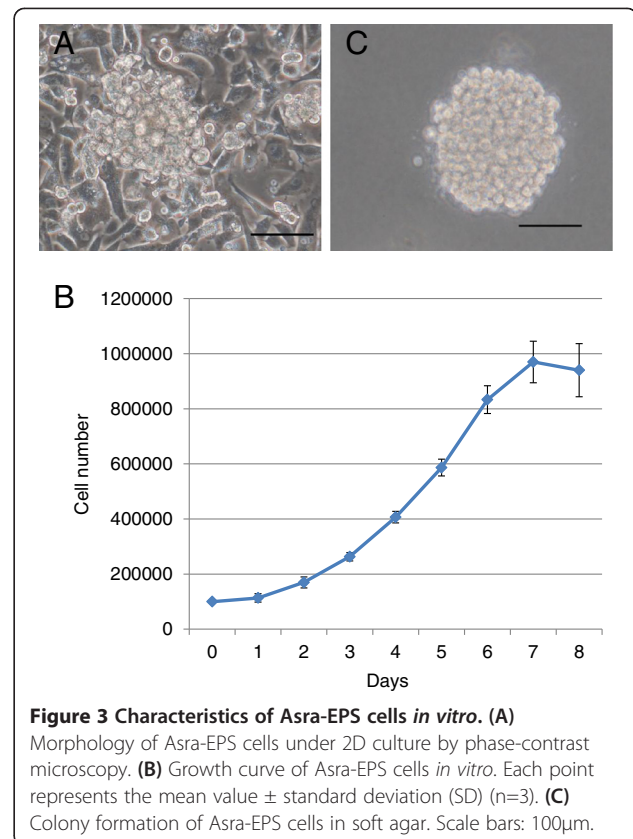 A
C
B
1200000
1000000
800000
600000
400000
200000
0
Cell number
0 1 2 3 4 5 6 7 8
Days
Figure 3 Characteristics of Asra-EPS cells in vitro. (A)
Morphology of Asra-EPS cells under 2D culture by phase-contrast
microscopy. (B) Growth curve of Asra-EPS cells in vitro. Each point
represents the mean value ± standard deviation (SD) (n=3). (C)
Colony formation of Asra-EPS cells in soft agar. Scale bars: 100μm.